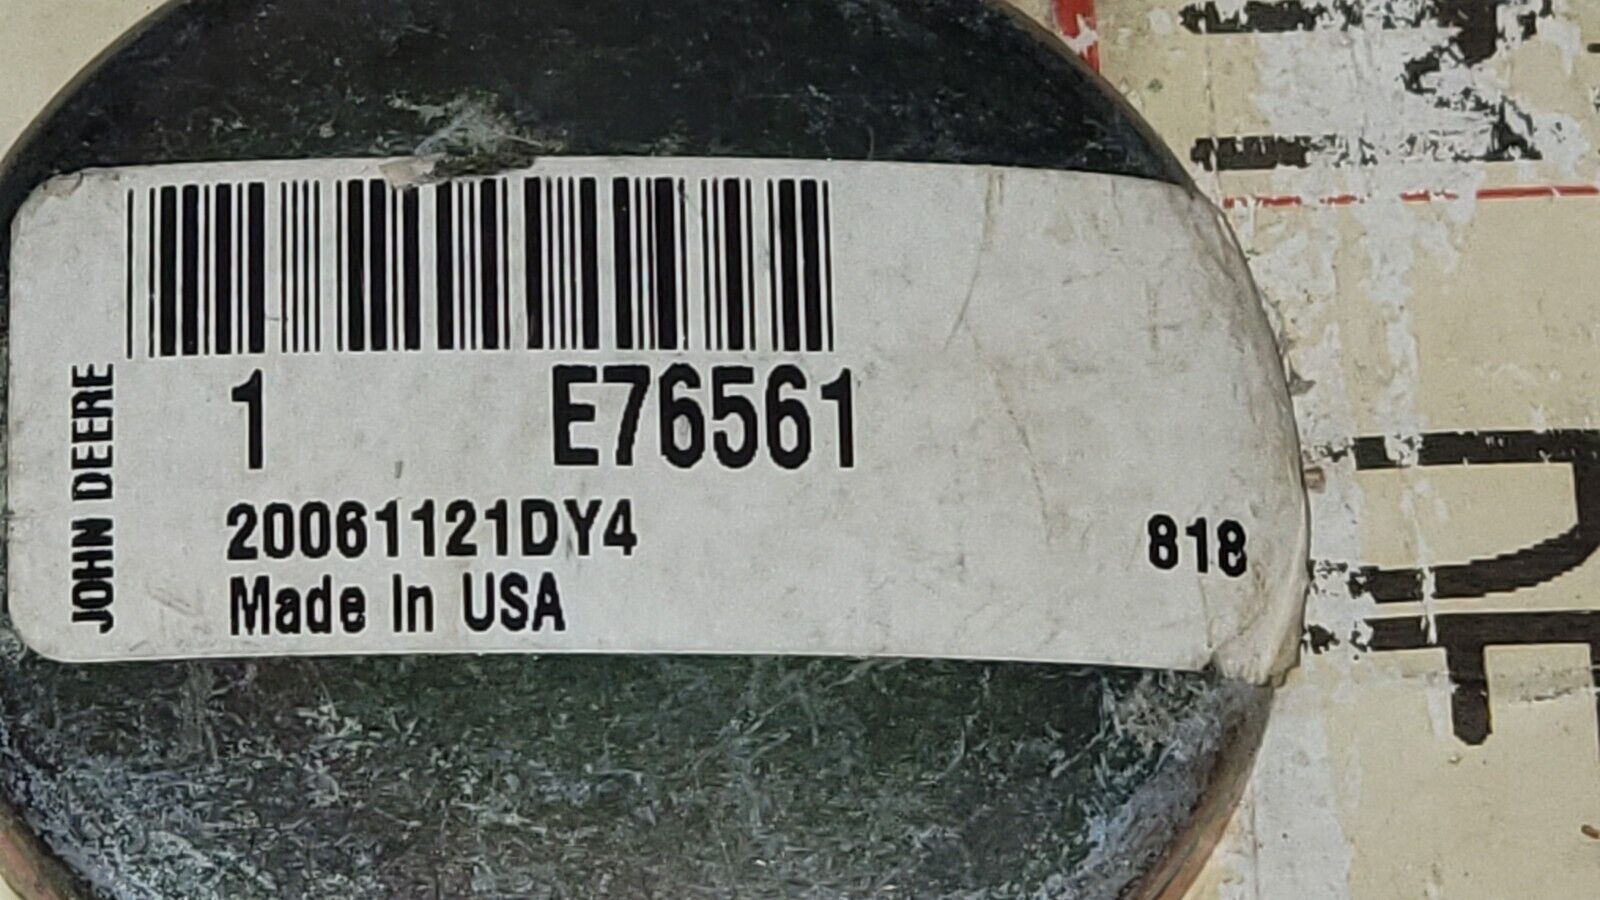 JOHN DEERE
1 E76561
20061121DY4
818
Made In USA